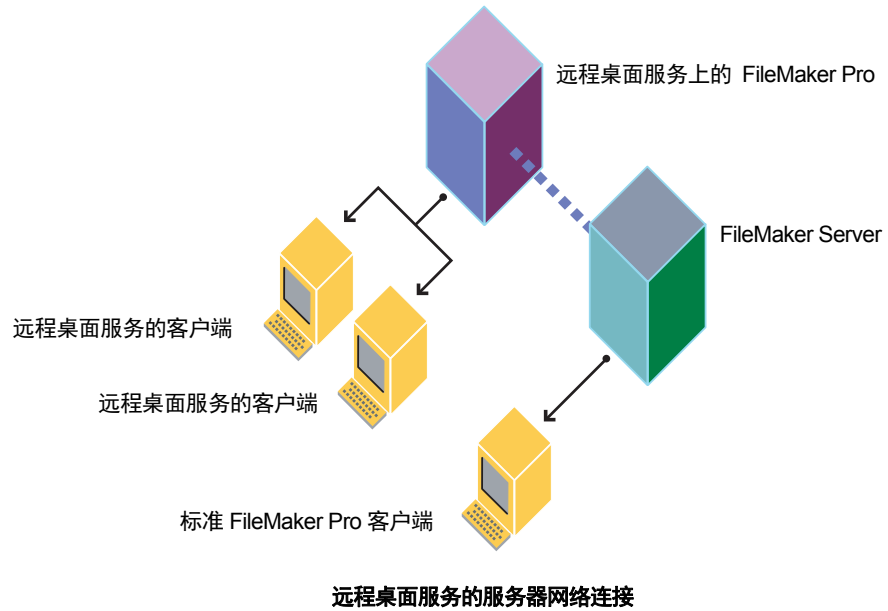 远程桌面服务上的 FileMaker Pro
FileMaker Server
远程桌面服务的客户端
远程桌面服务的客户端
标准 FileMaker Pro 客户端
远程桌面服务的服务器网络连接